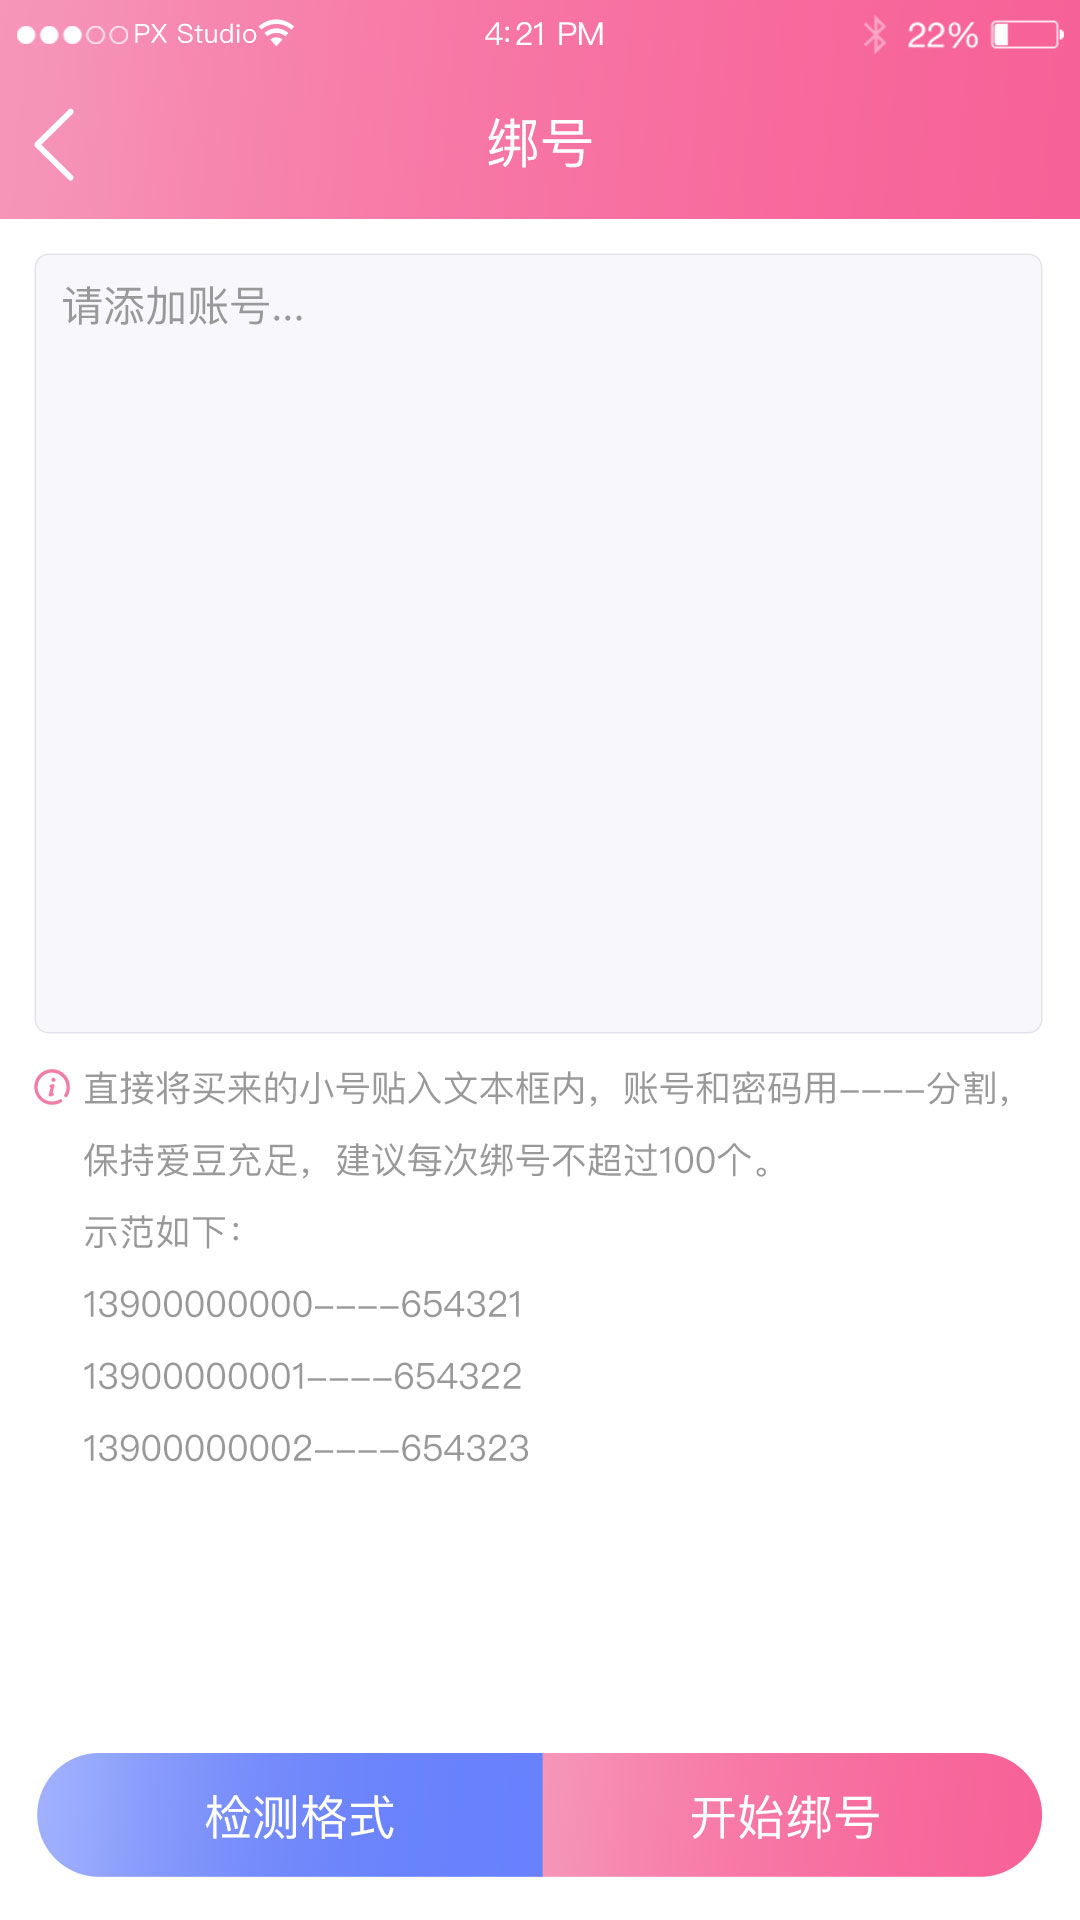 PX Studio 4:21 PM 22%
绑号
请添加账号...
直接将买来的小号贴入文本框内，账号和密码用----分割，
保持爱豆充足，建议每次绑号不超过100个。
示范如下：
13900000000----654321
13900000001----654322
13900000002----654323
检测格式 开始绑号